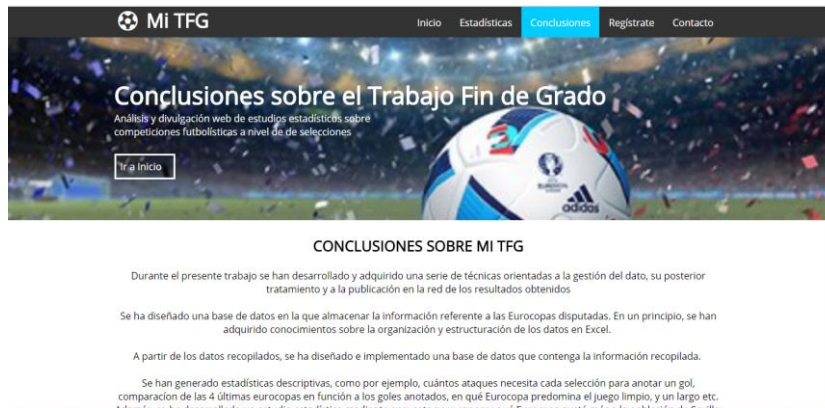 Mi TFG
Inicio Estadísticas Conclusiones Regístrate Contacto
Conclusiones sobre el Trabajo Fin de Grado
Análisis y divulgación web de estudios estadísticos sobre
competiciones futbolísticas a nivel de de selecciones
Ir a Inicio
adidas
CONCLUSIONES SOBRE MI TFG
Durante el presente trabajo se han desarrollado y adquirido una serie de técnicas orientadas a la gestión del dato, su posterior
tratamiento y a la publicación en la red de los resultados obtenidos
Se ha diseñado una base de datos en la que almacenar la información referente a las Eurocopas disputadas. En un principio, se han
adquirido conocimientos sobre la organización y estructuración de los datos en Excel.
A partir de los datos recopilados, se ha diseñado e implementado una base de datos que contenga la información recopilada.
Se han generado estadísticas descriptivas, como por ejemplo, cuántos ataques necesita cada selección para anotar un gol,
comparación de las 4 últimas eurocopas en función a los goles anotados, en qué Eurocopa predomina el juego limpio, y un largo etc.